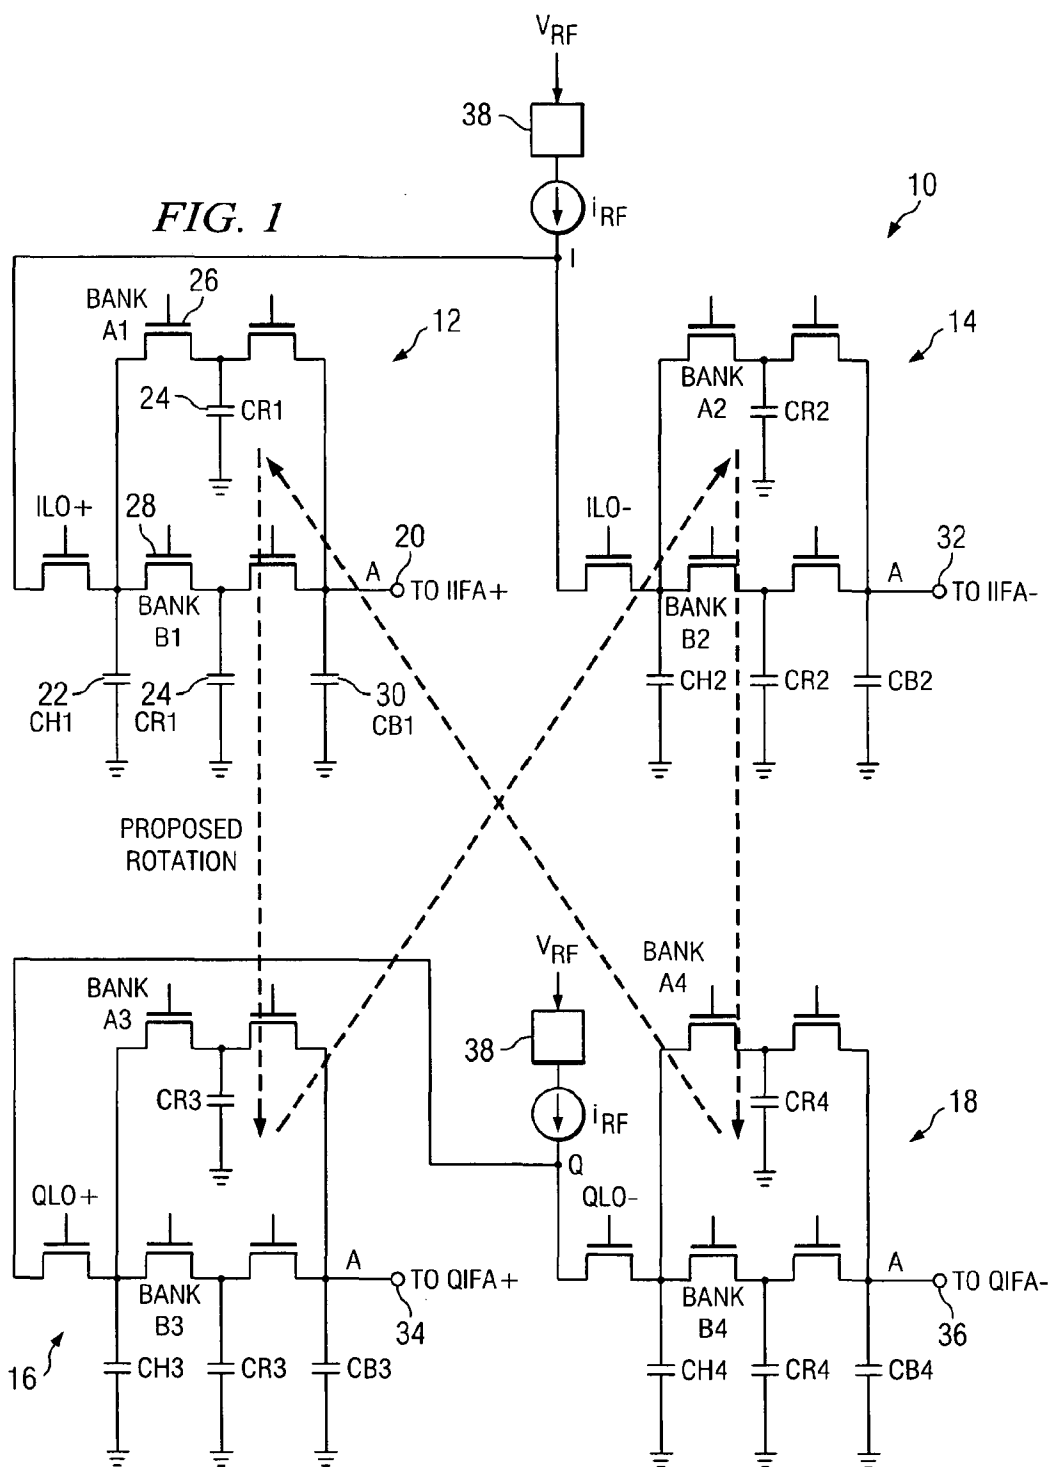 V_RF
38
10
FIG. 1
i_RF
I
26
BANK
A1
12
14
BANK
A2
24
CR1
CR2
ILO+
28
20
A
TO IIFA+
BANK
B1
ILO-
32
A
TO IIFA-
BANK
B2
22
CH1
24
CR1
30
CB1
CH2
CR2
CB2
PROPOSED
ROTATION
V_RF
BANK
A3
BANK
A4
38
CR3
i_RF
CR4
18
Q
QLO+
QLO-
A
TO QIFA+
34
BANK
B3
A
TO QIFA-
36
BANK
B4
16
CH3
CR3
CB3
CH4
CR4
CB4